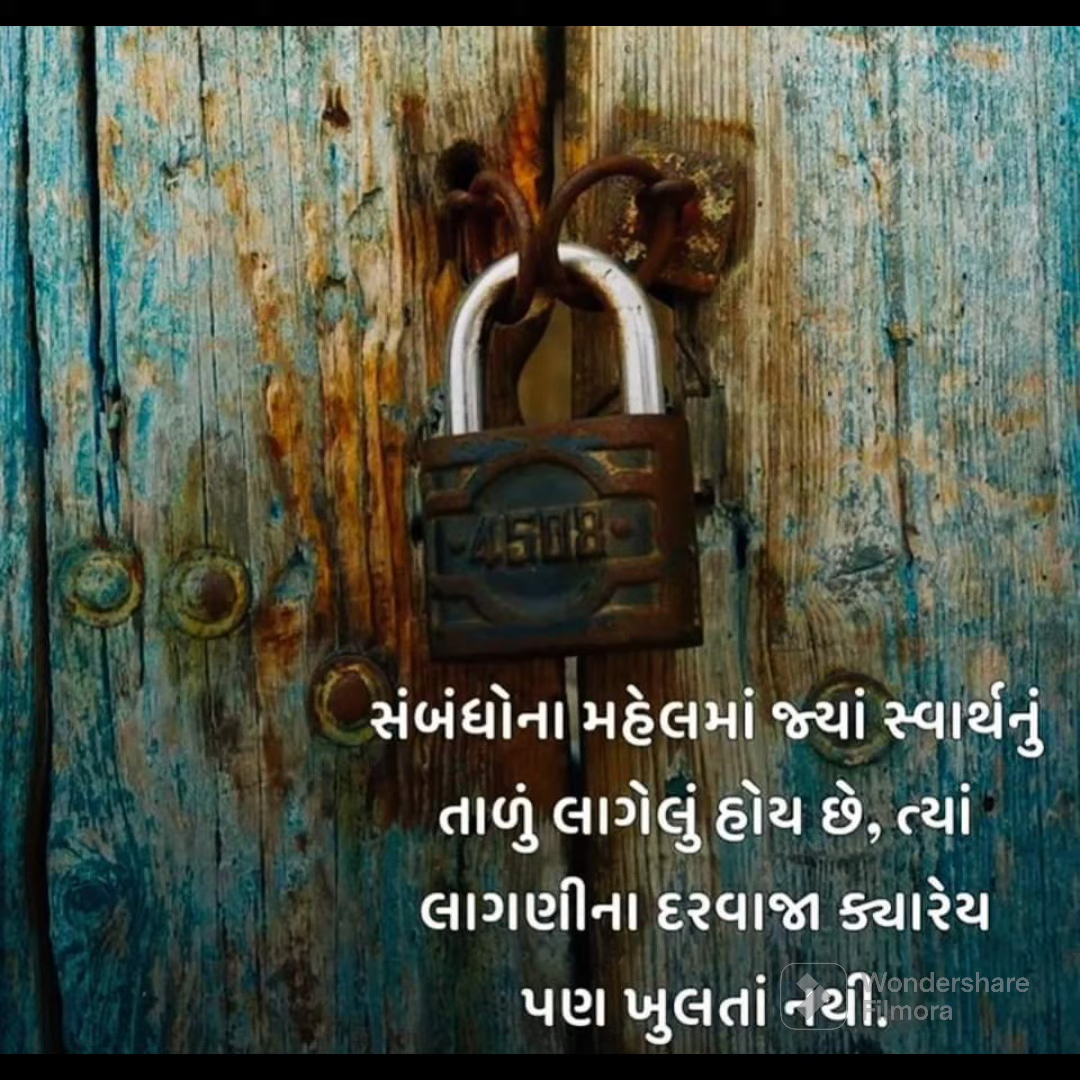 4508
સંબંધોના મહેલમાં જ્યાં સ્વાર્થનું
તાળું લાગેલું હોય છે, ત્યાં
લાગણીના દરવાજા ક્યારેય
પણ ખુલતાં નથી.
Wondershare
Filmora